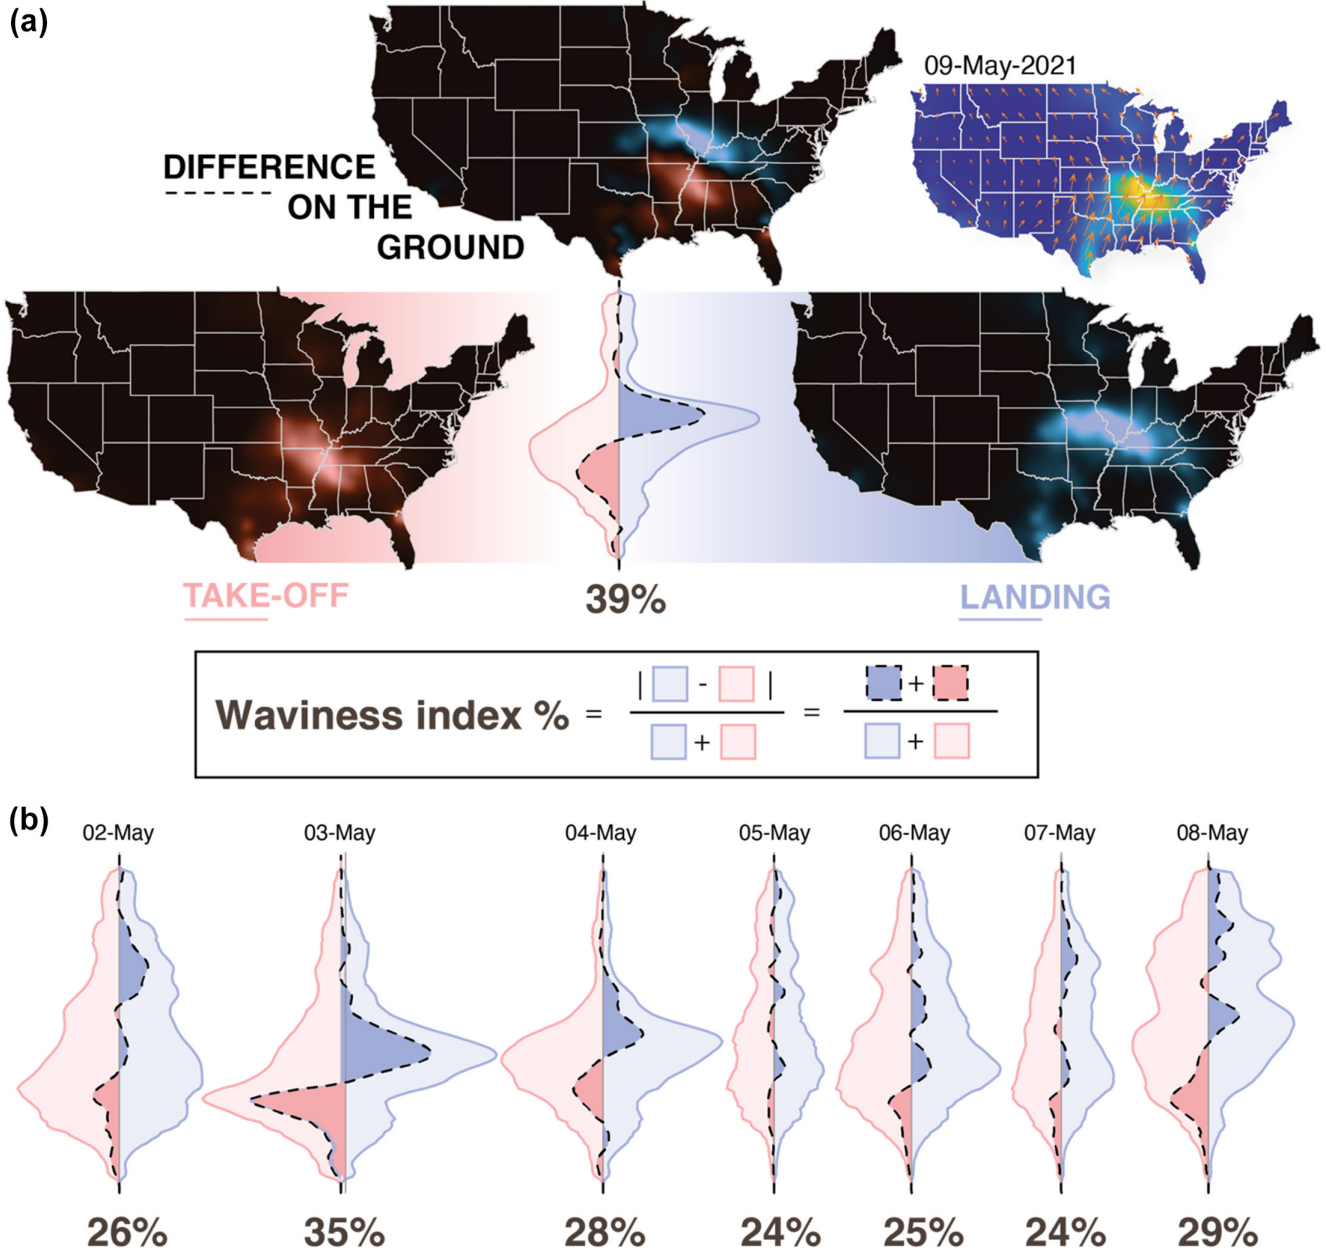 (a)
09-May-2021
DIFFERENCE
ON THE
GROUND
TAKE-OFF
39%
LANDING
Waviness index % = | - | + = + +
(b)
02-May 03-May 04-May 05-May 06-May 07-May 08-May
26% 35% 28% 24% 25% 24% 29%